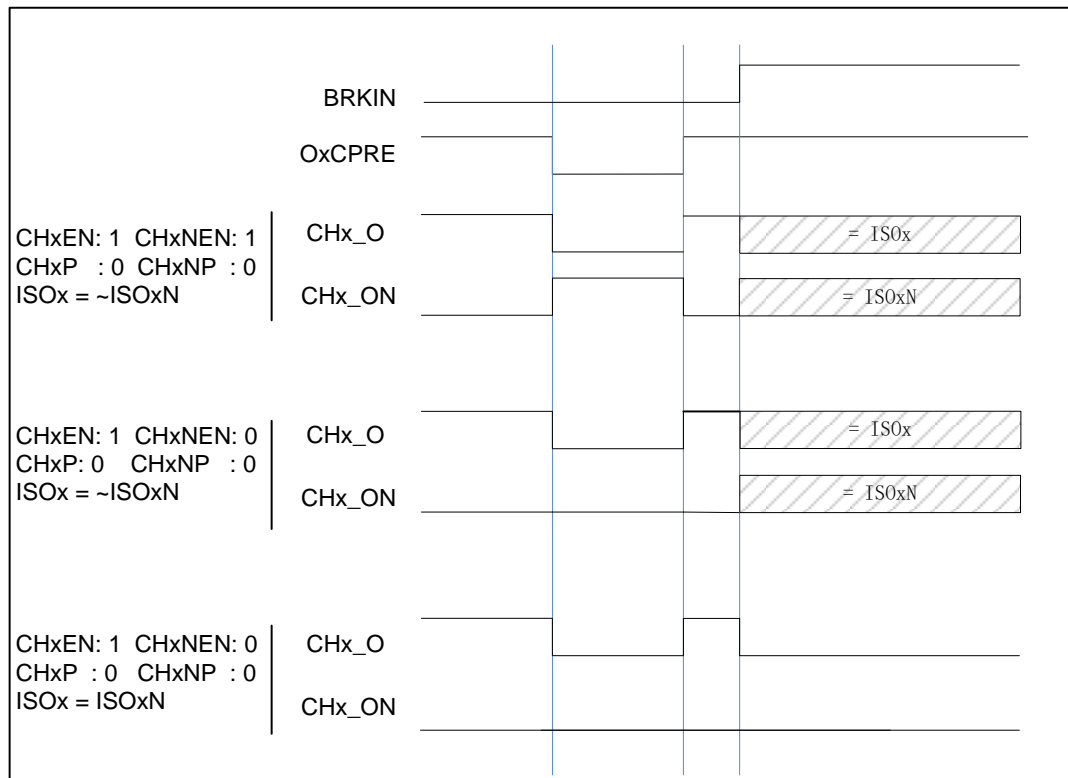 BRKIN
OxCPRE
CHxEN: 1 CHxNEN: 1
CHxP : 0 CHxNP : 0
ISOx = ~ISOxN
CHx_O
= ISOx
CHx_ON
= ISOxN
CHxEN: 1 CHxNEN: 0
CHxP: 0 CHxNP : 0
ISOx = ~ISOxN
CHx_O
= ISOx
CHx_ON
= ISOxN
CHxEN: 1 CHxNEN: 0
CHxP : 0 CHxNP : 0
ISOx = ISOxN
CHx_O
CHx_ON